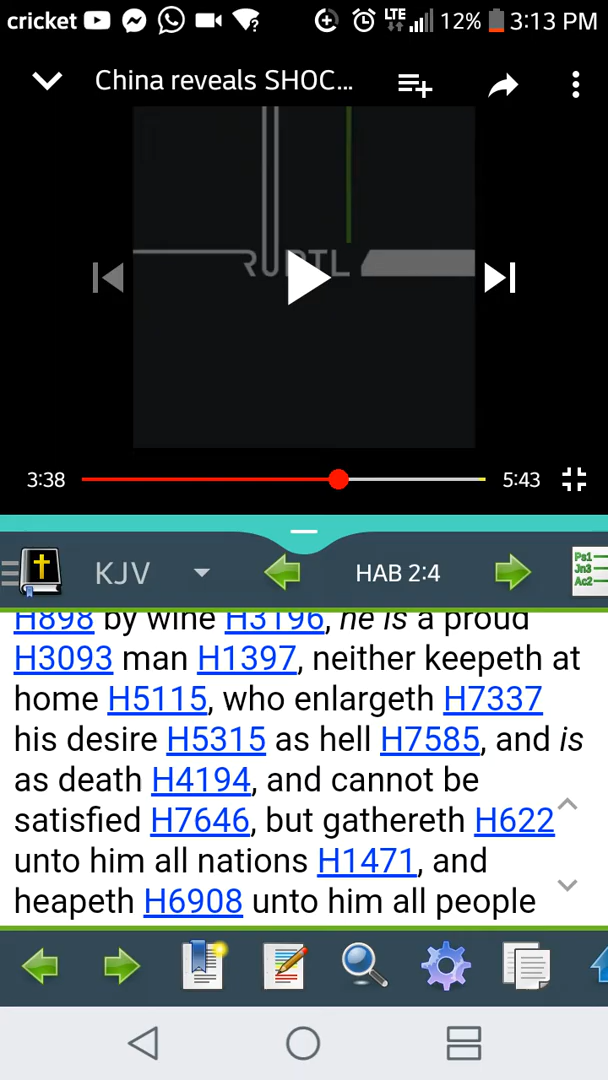 cricket LTE 12% 3:13 PM
China reveals SHOC...
3:38 5:43
KJV HAB 2:4 Ps1
Jn3
Ac2
H898 by wine H3196, he is a proud
H3093 man H1397, neither keepeth at
home H5115, who enlargeth H7337
his desire H5315 as hell H7585, and is
as death H4194, and cannot be
satisfied H7646, but gathereth H622
unto him all nations H1471, and
heapeth H6908 unto him all people